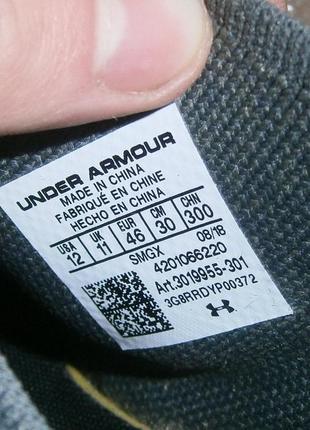 UNDER ARMOUR
MADE IN CHINA
FABRIQUÉ EN CHINE
HECHO EN CHINA
USA UK EUR CM CHN
12 11 46 30 300
SMGX 08/18
4201066220
Art.3019955-301
3G8RRDYP00372